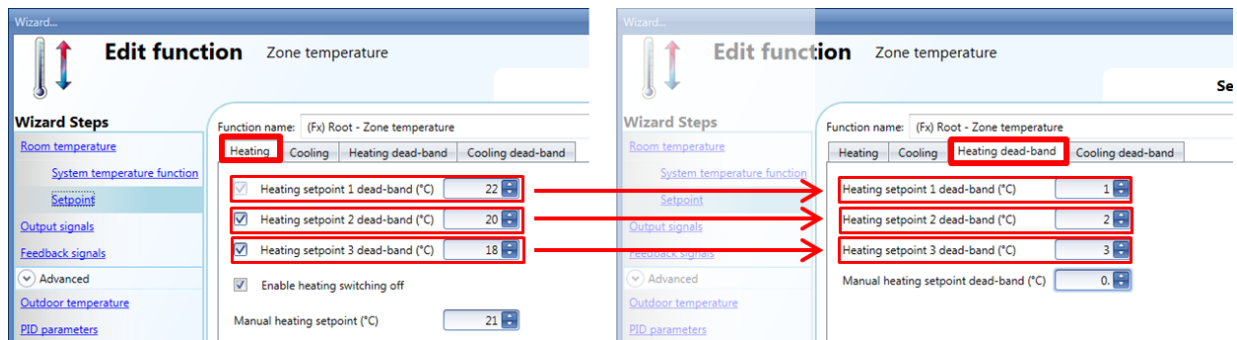 Wizard...
Edit function Zone temperature
Wizard Steps
Room temperature
System temperature function
Setpoint
Output signals
Feedback signals
Advanced
Outdoor temperature
PID parameters
Function name: (Fx) Root - Zone temperature
Heating Cooling Heating dead-band Cooling dead-band
Heating setpoint 1 dead-band (°C) 22
Heating setpoint 2 dead-band (°C) 20
Heating setpoint 3 dead-band (°C) 18
Enable heating switching off
Manual heating setpoint (°C) 21
Wizard...
Edit function Zone temperature
Se
Wizard Steps
Room temperature
System temperature function
Setpoint
Output signals
Feedback signals
Advanced
Outdoor temperature
PID parameters
Function name: (Fx) Root - Zone temperature
Heating Cooling Heating dead-band Cooling dead-band
Heating setpoint 1 dead-band (°C) 1
Heating setpoint 2 dead-band (°C) 2
Heating setpoint 3 dead-band (°C) 3
Manual heating setpoint dead-band (°C) 0.